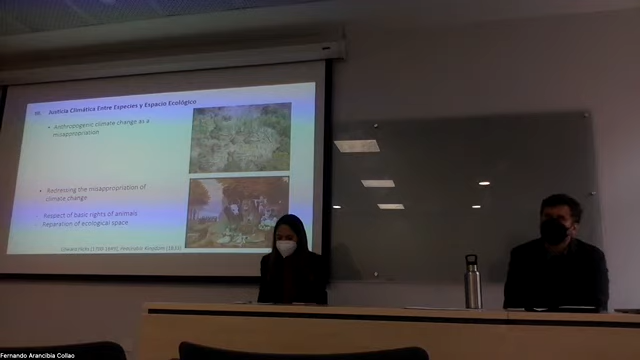 III. Justicia Climática Entre Especies y Espacio Ecológico
• Anthropogenic climate change as a
misappropriation
• Redressing the misappropriation of
climate change
- Respect of basic rights of animals
- Reparation of ecological space
Fernando Arancibia Collao